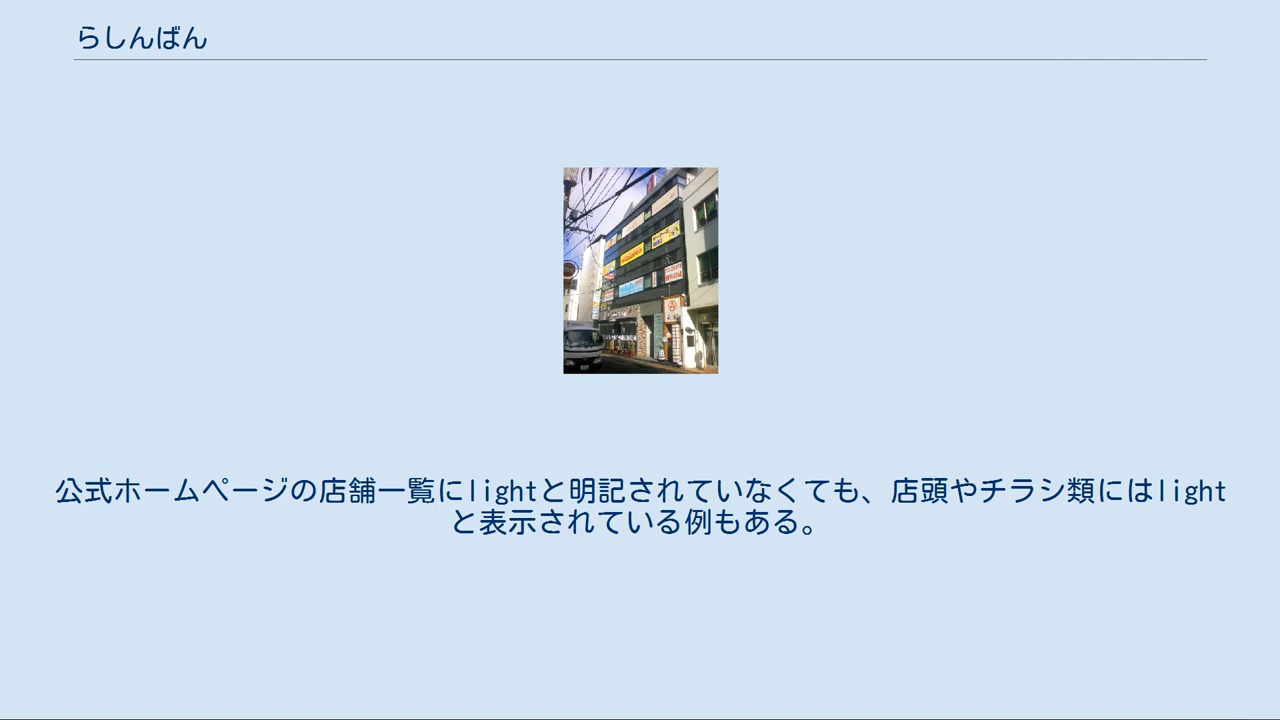 らしんばん
公式ホームページの店舗一覧にlightと明記されていなくても、店頭やチラシ類にはlight
と表示されている例もある。